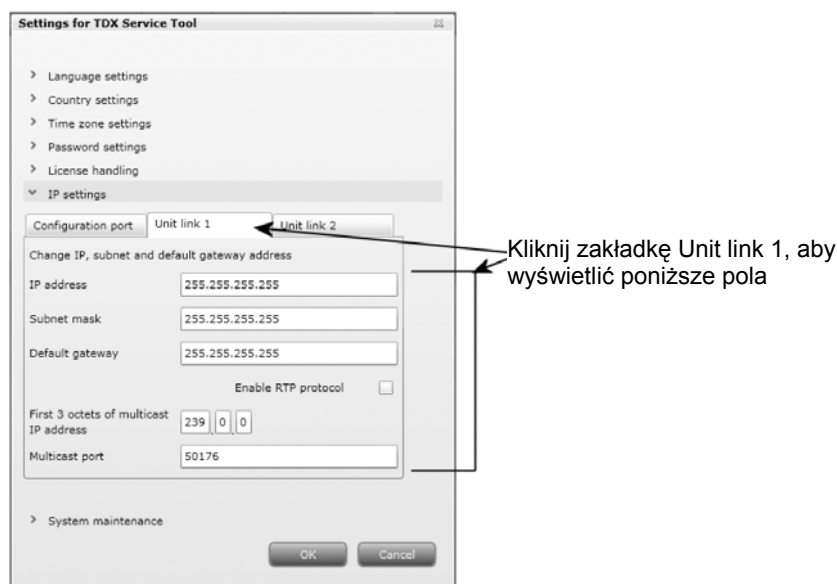 Settings for TDX Service Tool
Language settings
Country settings
Time zone settings
Password settings
License handling
IP settings
Configuration port Unit link 1 Unit link 2
Change IP, subnet and default gateway address
IP address 255.255.255.255
Subnet mask 255.255.255.255
Default gateway 255.255.255.255
Enable RTP protocol
First 3 octets of multicast
IP address 239 . 0 . 0
Multicast port 50176
System maintenance
OK Cancel
Kliknij zakładkę Unit link 1, aby
wyświetlić poniższe pola